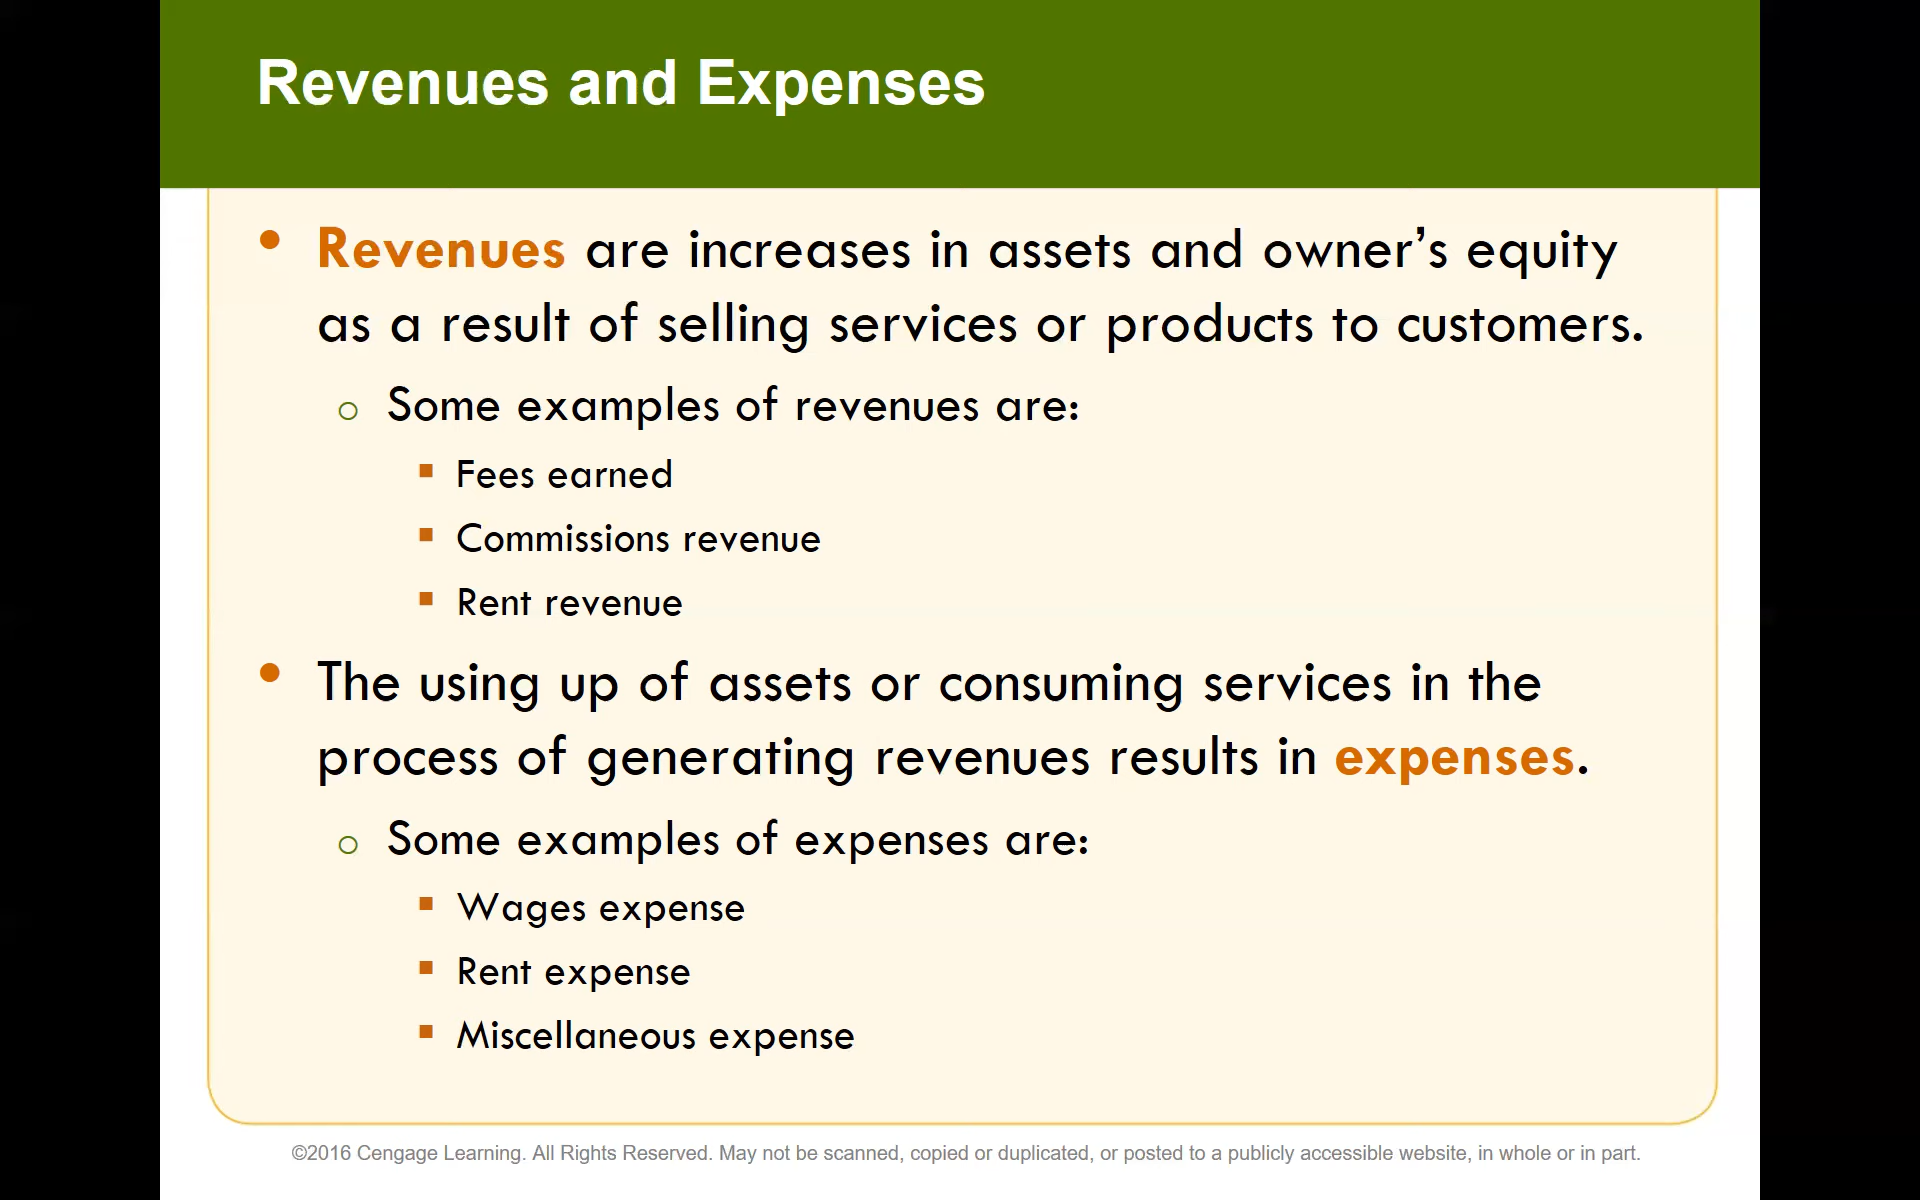 Revenues and Expenses
• Revenues are increases in assets and owner’s equity
as a result of selling services or products to customers.
○ Some examples of revenues are:
▪ Fees earned
▪ Commissions revenue
▪ Rent revenue
• The using up of assets or consuming services in the
process of generating revenues results in expenses.
○ Some examples of expenses are:
▪ Wages expense
▪ Rent expense
▪ Miscellaneous expense
©2016 Cengage Learning. All Rights Reserved. May not be scanned, copied or duplicated, or posted to a publicly accessible website, in whole or in part.